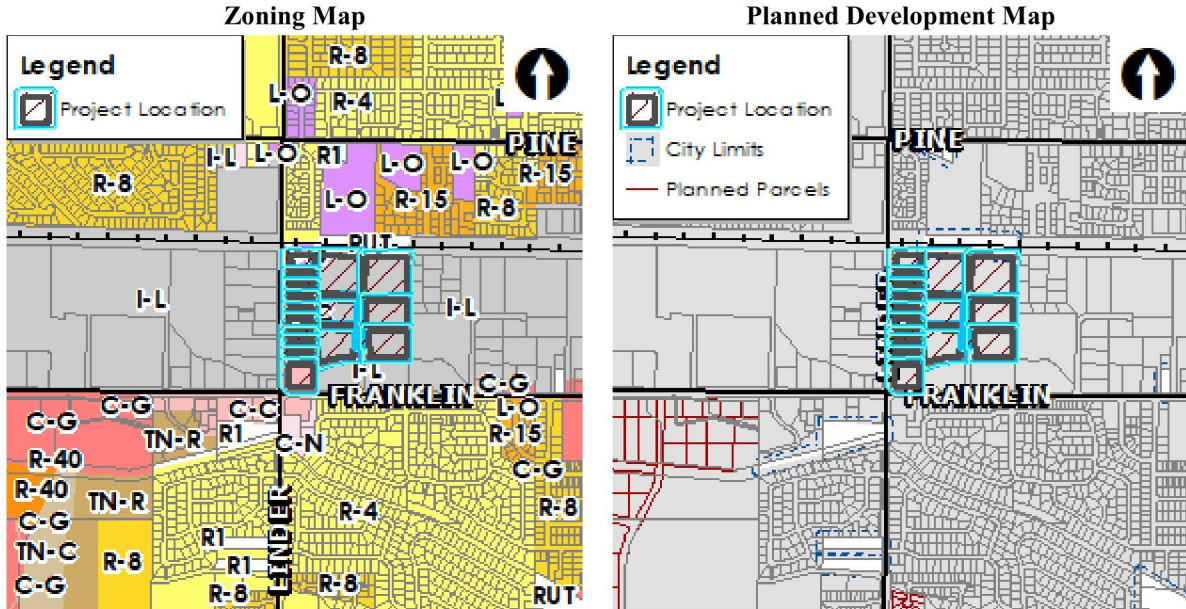 Zoning Map
Legend
Project Location
R-8
L-O
R-4
L
PINE
I-L
L-O
R1
L-O
L-O
R-15
R-8
L-O
R-15
R-8
RUT
I-L
I-L
I-L
FRANKLIN
C-G
C-G
C-G
C-C
L-O
C-G
TN-R
R1
C-N
R-15
R-40
C-G
R-40
TN-R
R-4
R-8
C-G
R1
TN-C
R-8
R1
C-G
R-8
R-8
LINDER
RUT
Planned Development Map
Legend
Project Location
City Limits
Planned Parcels
PINE
FRANKLIN